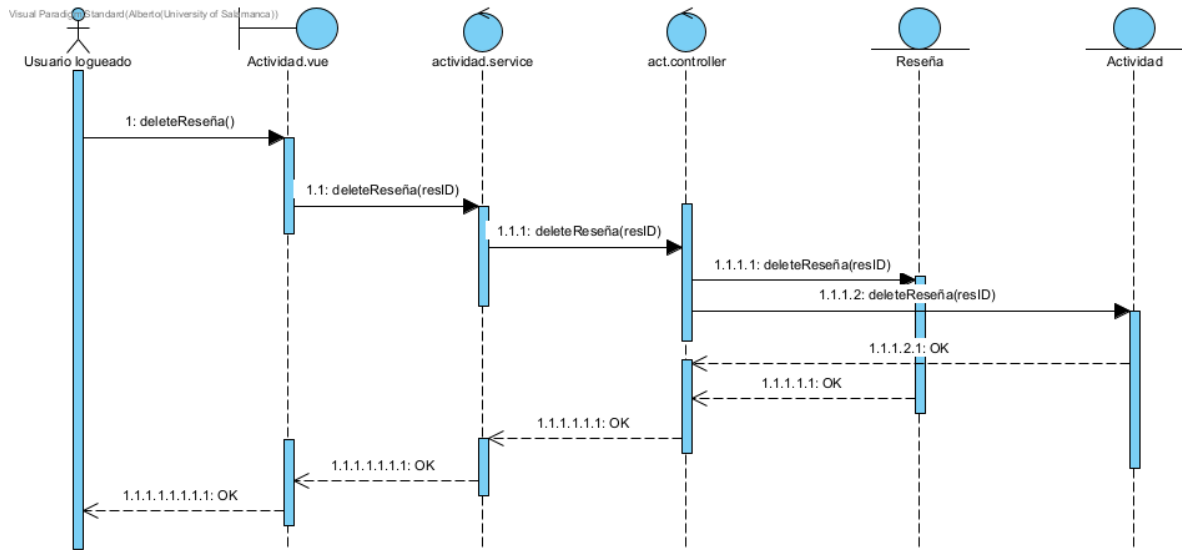 Visual Paradigm Standard(Alberto(University of Salamanca))
Usuario logueado
Actividad.vue
actividad.service
act.controller
Reseña
Actividad
1: deleteReseña()
1.1: deleteReseña(resID)
1.1.1: deleteReseña(resID)
1.1.1.1: deleteReseña(resID)
1.1.1.2: deleteReseña(resID)
1.1.1.2.1: OK
1.1.1.1.1: OK
1.1.1.1.1.1: OK
1.1.1.1.1.1.1: OK
1.1.1.1.1.1.1.1: OK